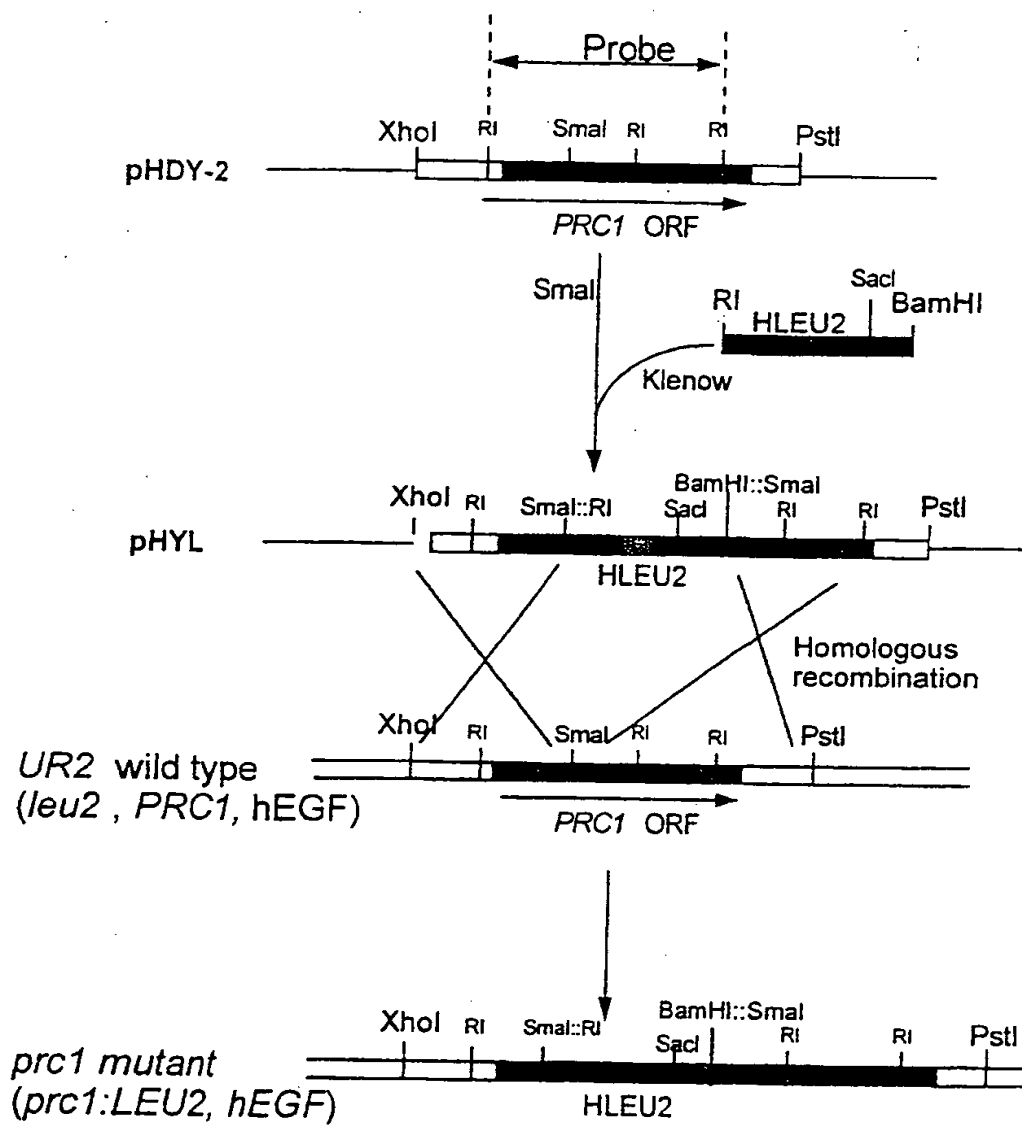 Probe
XhoI RI SmaI RI RI PstI
pHDY-2
PRC1 ORF
SmaI
SacI
RI BamHI
HLEU2
Klenow
BamHI::SmaI
XhoI RI SmaI::RI SacI RI RI PstI
pHYL
HLEU2
Homologous
recombination
XhoI RI SmaI RI RI PstI
UR2 wild type
(leu2 , PRC1, hEGF)
PRC1 ORF
BamHI::SmaI
XhoI RI SmaI::RI SacI RI RI PstI
prc1 mutant
(prc1:LEU2, hEGF)
HLEU2